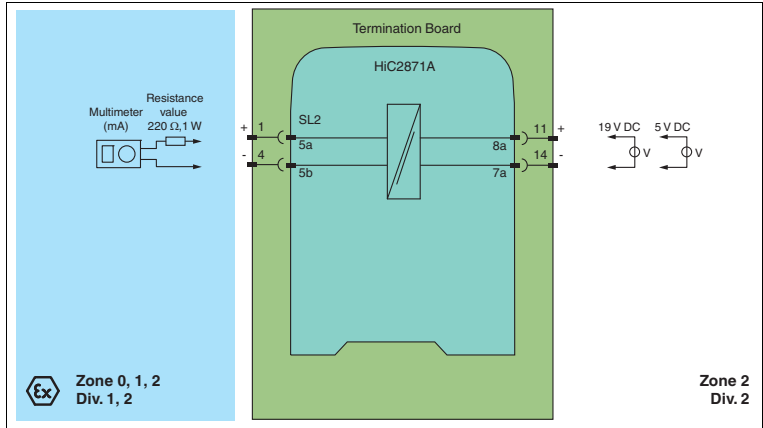 Termination Board
HiC2871A
Resistance
value
220 Ω,1 W
Multimeter
(mA)
+ 1
SL2
5a
- 4
5b
8a
11 +
7a
14 -
19 V DC
5 V DC
V
V
Ex
Zone 0, 1, 2
Div. 1, 2
Zone 2
Div. 2